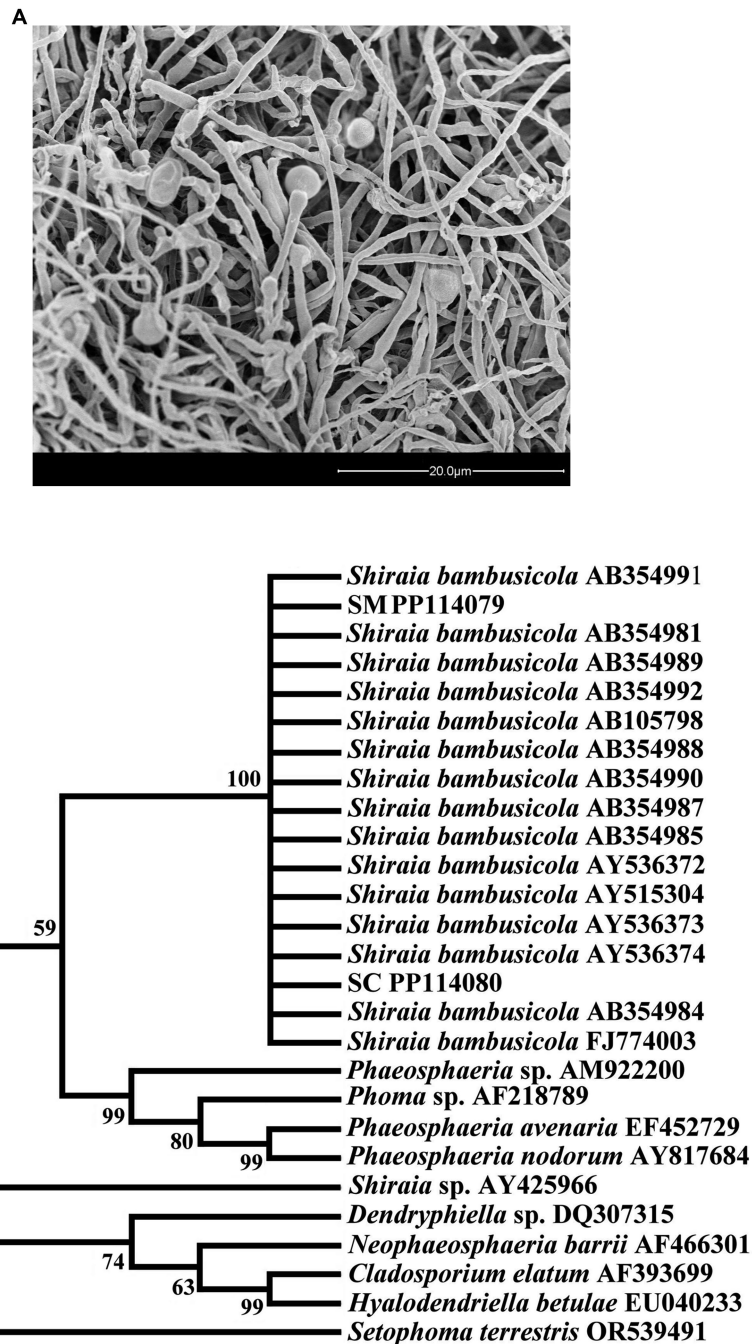 A
20.0µm
Shiraia bambusicola AB354991
SM PP114079
Shiraia bambusicola AB354981
Shiraia bambusicola AB354989
Shiraia bambusicola AB354992
Shiraia bambusicola AB105798
Shiraia bambusicola AB354988
100
Shiraia bambusicola AB354990
Shiraia bambusicola AB354987
Shiraia bambusicola AB354985
Shiraia bambusicola AY536372
Shiraia bambusicola AY515304
Shiraia bambusicola AY536373
59
Shiraia bambusicola AY536374
SC PP114080
Shiraia bambusicola AB354984
Shiraia bambusicola FJ774003
Phaeosphaeria sp. AM922200
Phoma sp. AF218789
99
Phaeosphaeria avenaria EF452729
80
Phaeosphaeria nodorum AY817684
99
Shiraia sp. AY425966
Dendryphiella sp. DQ307315
Neophaeosphaeria barrii AF466301
74
Cladosporium elatum AF393699
63
Hyalodendriella betulae EU040233
99
Setophoma terrestris OR539491